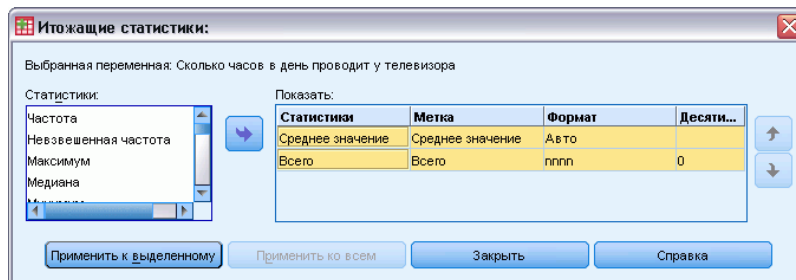 Итожащие статистики:
Выбранная переменная: Сколько часов в день проводит у телевизора
Статистики:
Показать:
Частота
Невзвешенная частота
Максимум
Медиана
Статистики Метка Формат Десяти...
Среднее значение Среднее значение Авто
Всего Всего nnnn 0
Применить к выделенному Применить ко всем Закрыть Справка